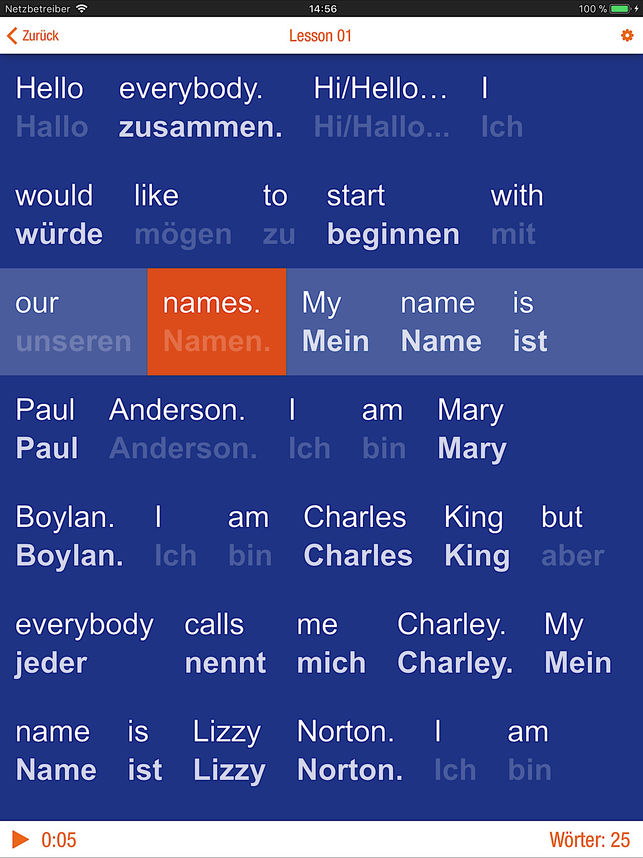 Netzbetreiber 14:56 100 %
Zurück Lesson 01
Hello everybody. Hi/Hello... I
Hallo zusammen. Hi/Hallo... Ich
would like to start with
würde mögen zu beginnen mit
our names. My name is
unseren Namen. Mein Name ist
Paul Anderson. I am Mary
Paul Anderson. Ich bin Mary
Boylan. I am Charles King but
Boylan. Ich bin Charles King aber
everybody calls me Charley. My
jeder nennt mich Charley. Mein
name is Lizzy Norton. I am
Name ist Lizzy Norton. Ich bin
0:05 Wörter: 25